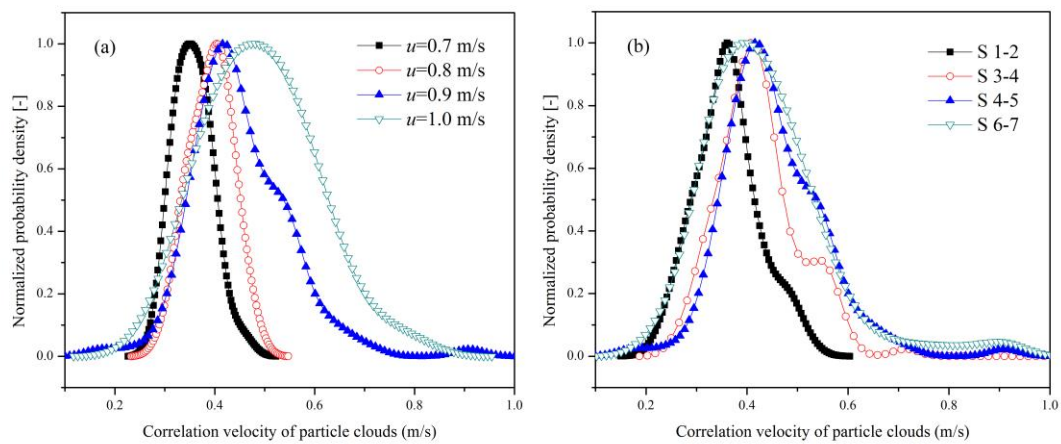 (a)
u=0.7 m/s
u=0.8 m/s
u=0.9 m/s
u=1.0 m/s
Normalized probability density [-]
1.0
0.8
0.6
0.4
0.2
0.0
0.2 0.4 0.6 0.8 1.0
Correlation velocity of particle clouds (m/s)
(b)
S 1-2
S 3-4
S 4-5
S 6-7
Normalized probability density [-]
1.0
0.8
0.6
0.4
0.2
0.0
0.2 0.4 0.6 0.8 1.0
Correlation velocity of particle clouds (m/s)